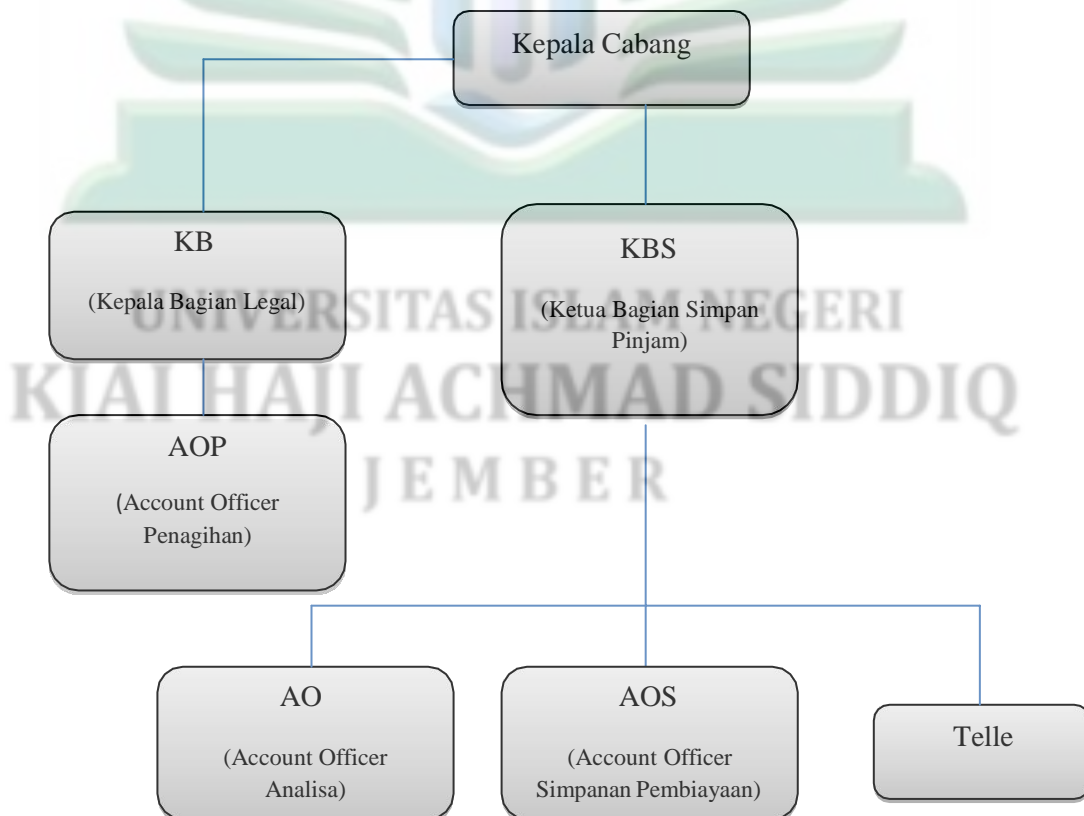 Kepala Cabang
KB
(Kepala Bagian Legal)
KBS
(Ketua Bagian Simpan
Pinjam)
UNIVERSITAS ISLAM NEGERI
KIAI HAJI ACHMAD SIDDIQ
JEMBER
AOP
(Account Officer
Penagihan)
AO
(Account Officer
Analisa)
AOS
(Account Officer
Simpanan Pembiayaan)
Telle